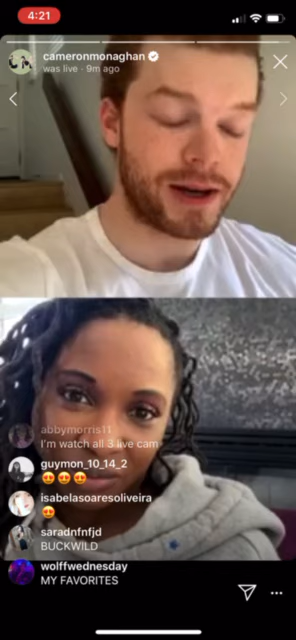 4:21
cameronmonaghan
was live · 9m ago
abbymorris11
I'm watch all 3 live cam
guymon_10_14_2
isabelasoaresoliveira
saradnfnfjd
BUCKWILD
wolffwednesday
MY FAVORITES